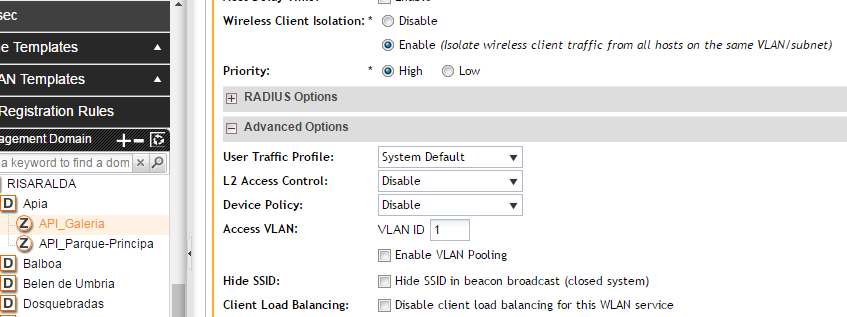 sec
e Templates
AN Templates
Registration Rules
agement Domain
a keyword to find a dom
RISARALDA
D Apia
Z API_Galeria
Z API_Parque-Principa
D Balboa
D Belen de Umbria
D Dosquebradas
Wireless Client Isolation: * Disable
Enable (Isolate wireless client traffic from all hosts on the same VLAN/subnet)
Priority: * High Low
RADIUS Options
Advanced Options
User Traffic Profile: System Default
L2 Access Control: Disable
Device Policy: Disable
Access VLAN: VLAN ID 1
Enable VLAN Pooling
Hide SSID: Hide SSID in beacon broadcast (closed system)
Client Load Balancing: Disable client load balancing for this WLAN service